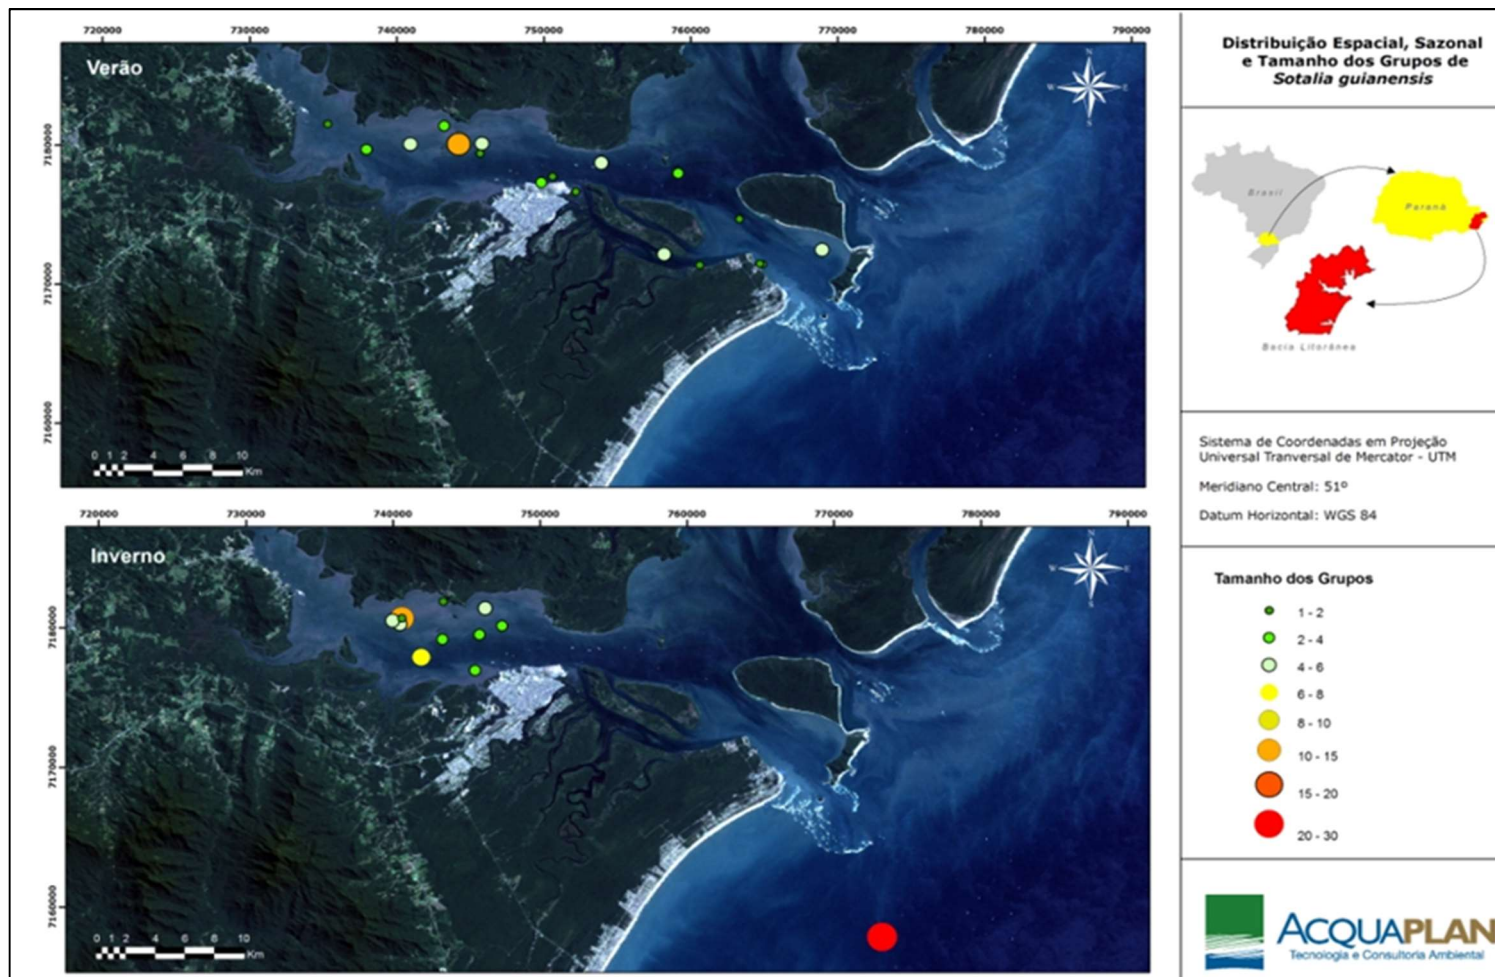 720000 730000 740000 750000 760000 770000 780000 790000
Verão
N
W E
S
7180000
7170000
7160000
0 1 2 4 6 8 10
Km
720000 730000 740000 750000 760000 770000 780000 790000
Inverno
N
W E
S
7180000
7170000
7160000
0 1 2 4 6 8 10
Km
Distribuição Espacial, Sazonal
e Tamanho dos Grupos de
Sotalia guianensis
Brasil
Paraná
Bacia Litorânea
Sistema de Coordenadas em Projeção
Universal Tranversal de Mercator - UTM
Meridiano Central: 51º
Datum Horizontal: WGS 84
Tamanho dos Grupos
1 - 2
2 - 4
4 - 6
6 - 8
8 - 10
10 - 15
15 - 20
20 - 30
ACQUAPLAN
Tecnologia e Consultoria Ambiental